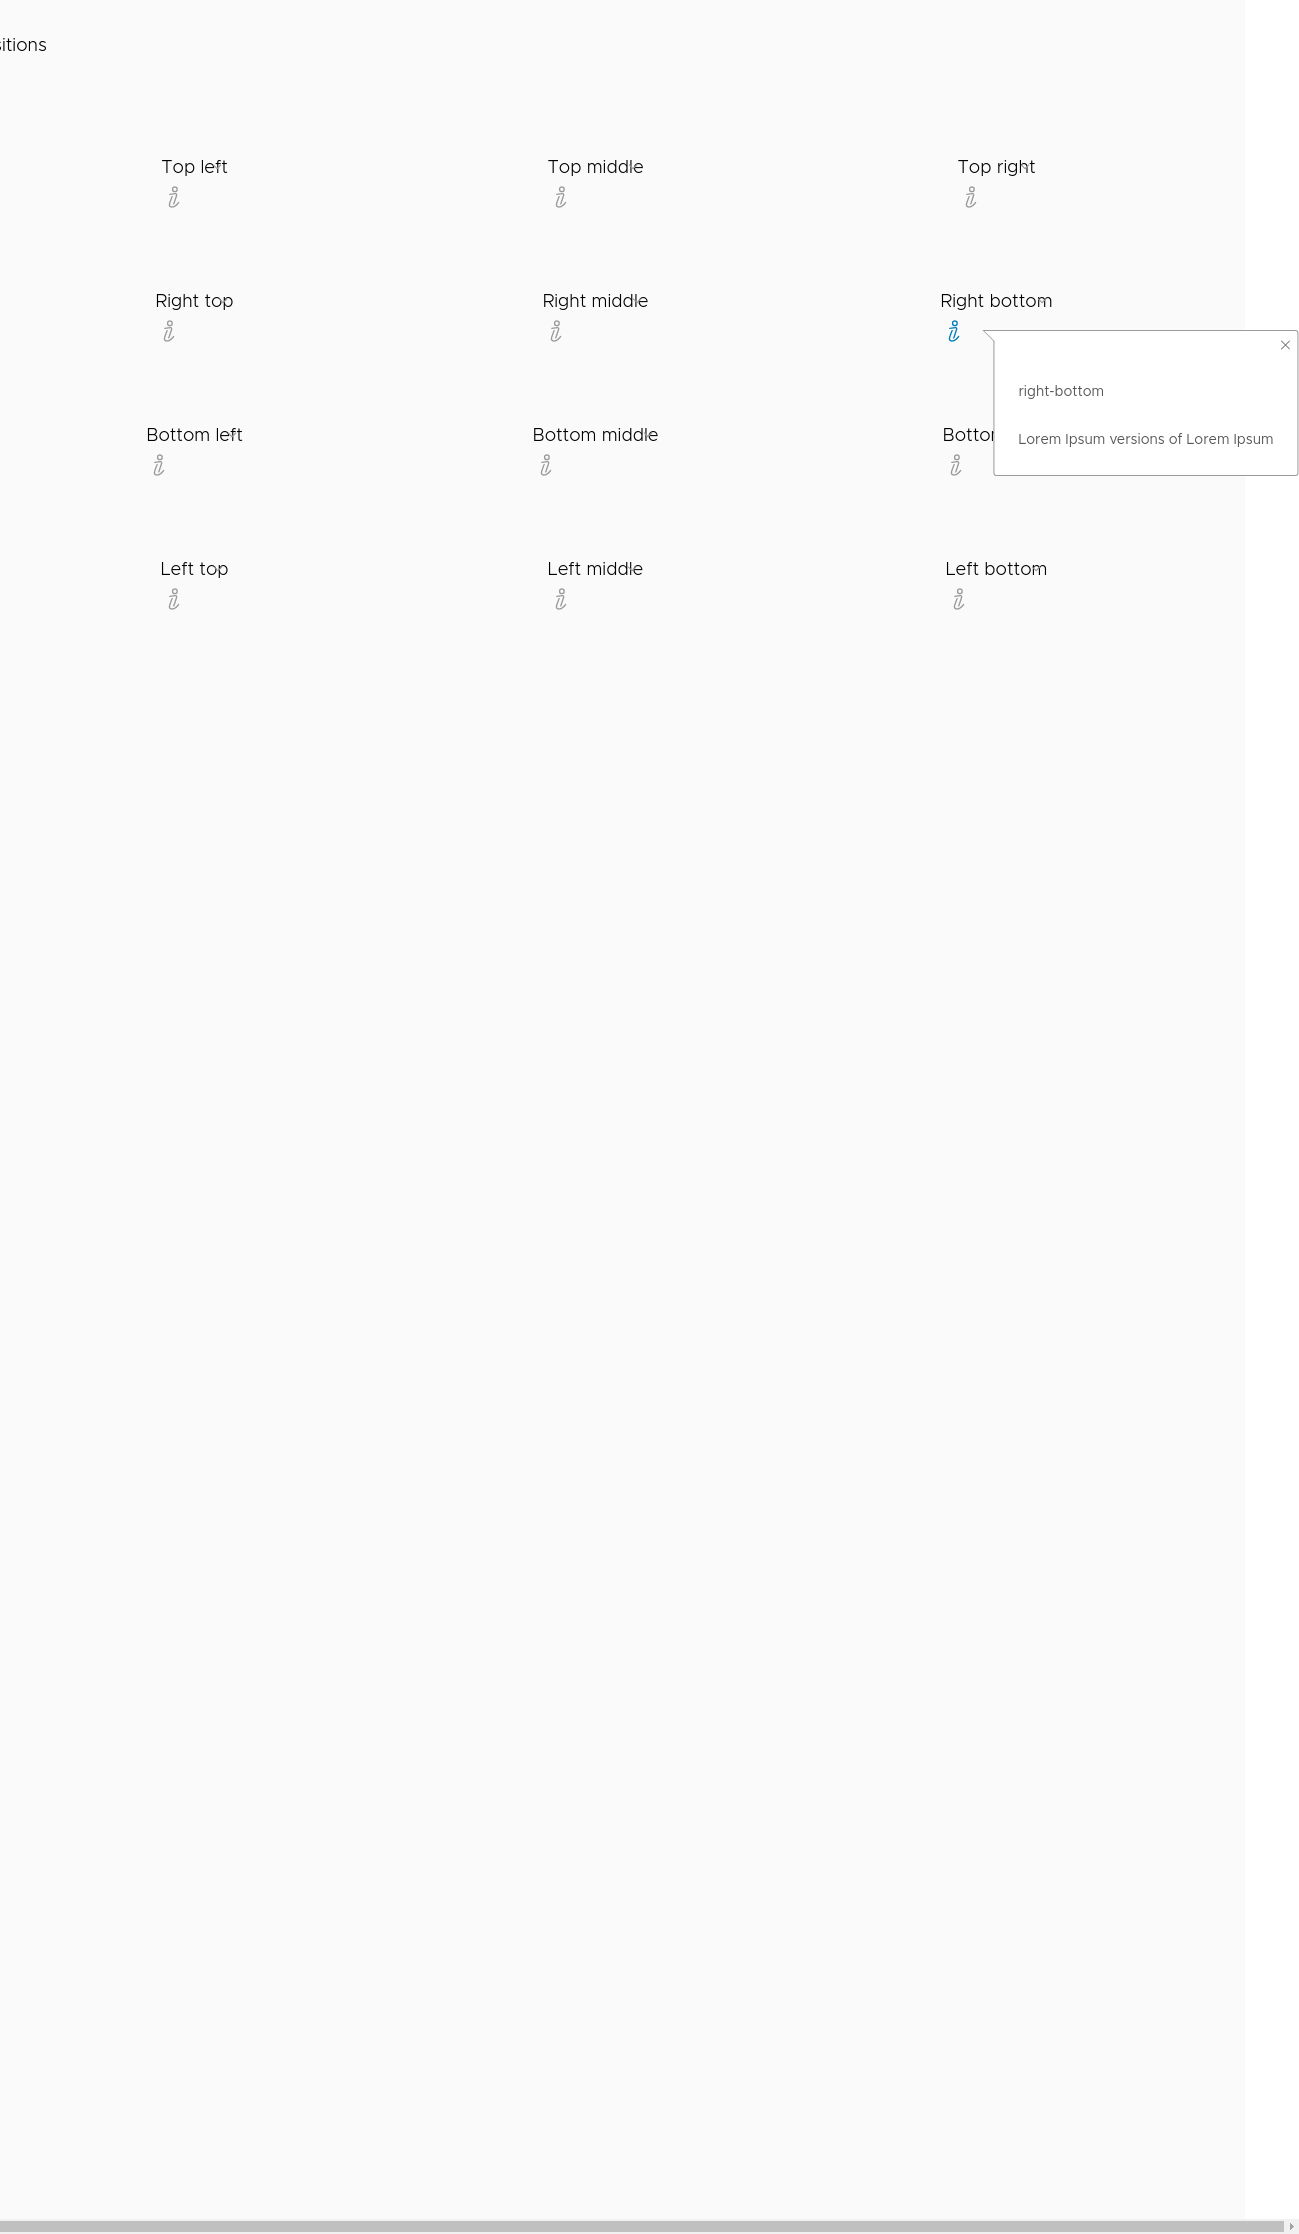 sitions
Top left
Top middle
Top right
Right top
Right middle
Right bottom
right-bottom
Lorem Ipsum versions of Lorem Ipsum
Bottom left
Bottom middle
Left top
Left middle
Left bottom